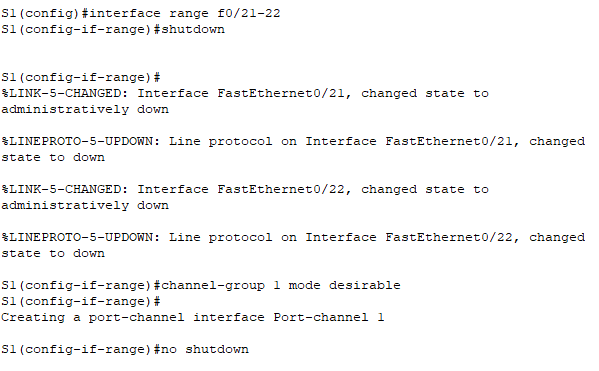 S1(config)#interface range f0/21-22
S1(config-if-range)#shutdown
S1(config-if-range)#
%LINK-5-CHANGED: Interface FastEthernet0/21, changed state to
administratively down
%LINEPROTO-5-UPDOWN: Line protocol on Interface FastEthernet0/21, changed
state to down
%LINK-5-CHANGED: Interface FastEthernet0/22, changed state to
administratively down
%LINEPROTO-5-UPDOWN: Line protocol on Interface FastEthernet0/22, changed
state to down
S1(config-if-range)#channel-group 1 mode desirable
S1(config-if-range)#
Creating a port-channel interface Port-channel 1
S1(config-if-range)#no shutdown